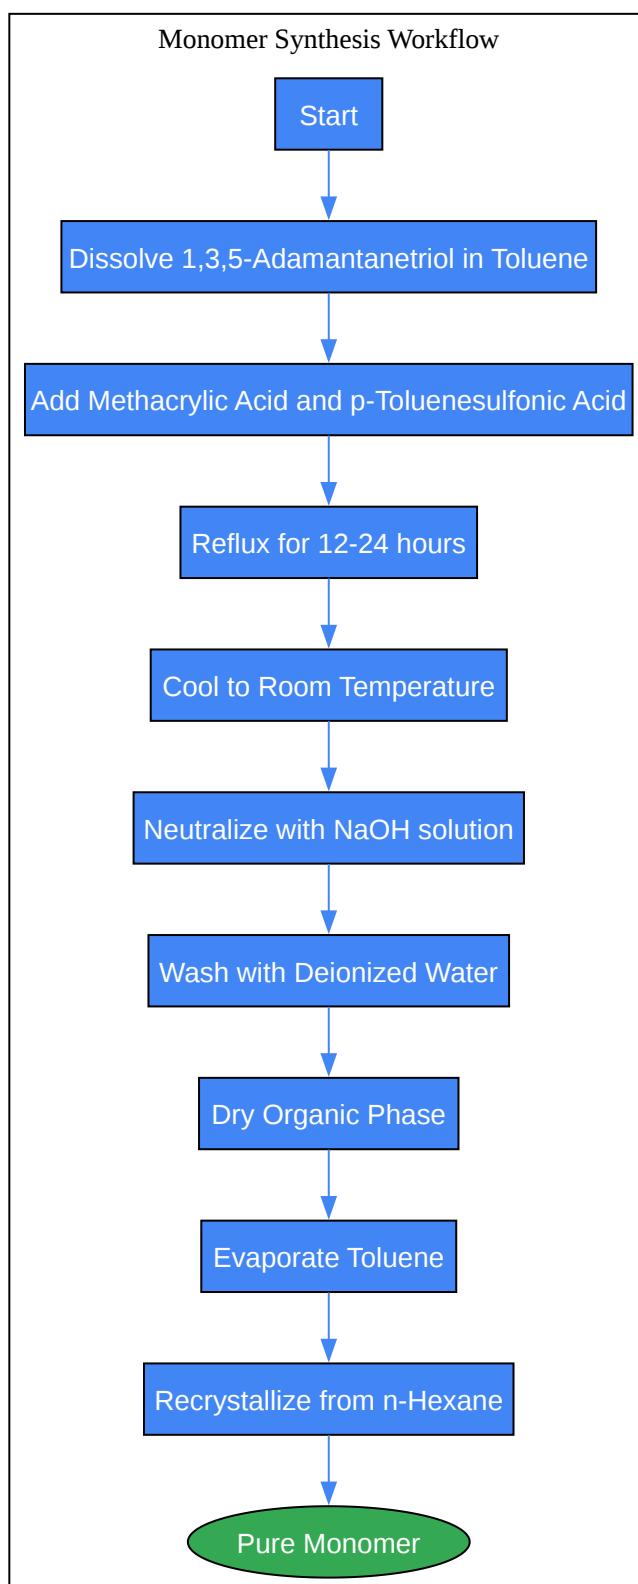 Monomer Synthesis Workflow
Start
Dissolve 1,3,5-Adamantanetriol in Toluene
Add Methacrylic Acid and p-Toluenesulfonic Acid
Reflux for 12-24 hours
Cool to Room Temperature
Neutralize with NaOH solution
Wash with Deionized Water
Dry Organic Phase
Evaporate Toluene
Recrystallize from n-Hexane
Pure Monomer